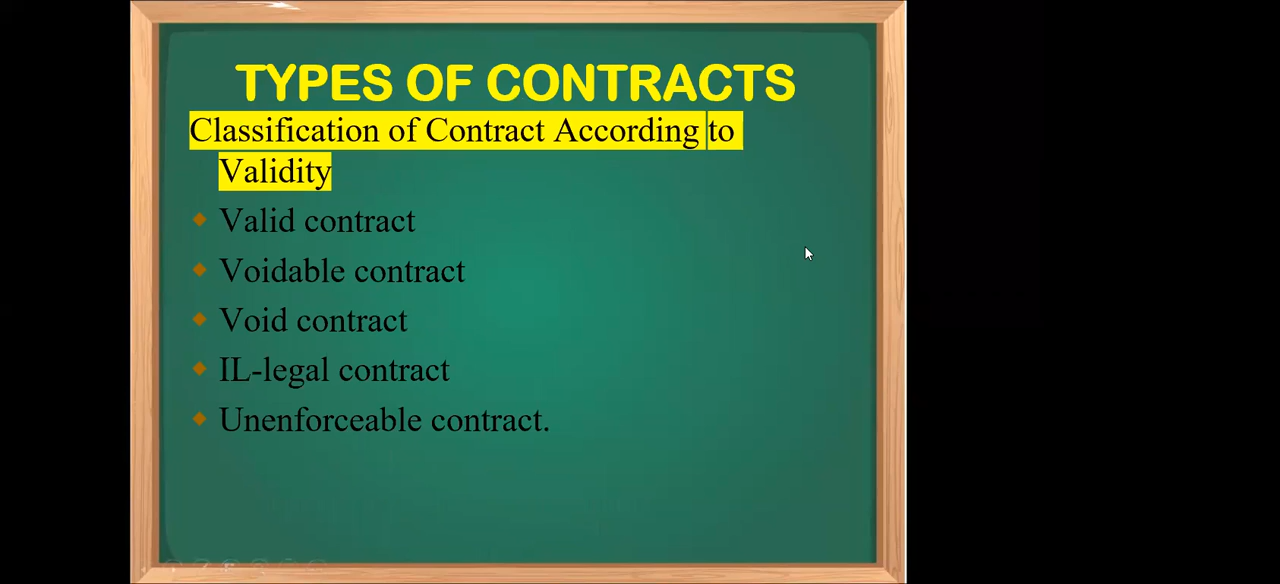 TYPES OF CONTRACTS
Classification of Contract According to
Validity
Valid contract
Voidable contract
Void contract
IL-legal contract
Unenforceable contract.